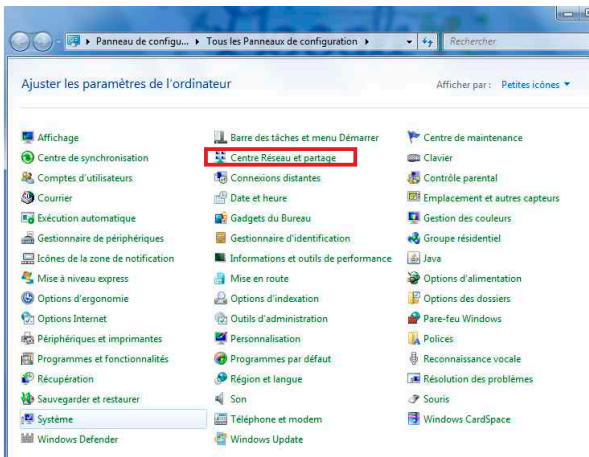 Panneau de configu... Tous les Panneaux de configuration
Rechercher
Ajuster les paramètres de l'ordinateur
Afficher par : Petites icônes
Affichage
Centre de synchronisation
Comptes d'utilisateurs
Courrier
Exécution automatique
Gestionnaire de périphériques
Icônes de la zone de notification
Mise à niveau express
Options d'ergonomie
Options Internet
Périphériques et imprimantes
Programmes et fonctionnalités
Récupération
Sauvegarder et restaurer
Système
Windows Defender
Barre des tâches et menu Démarrer
Centre Réseau et partage
Connexions distantes
Date et heure
Gadgets du Bureau
Gestionnaire d'identification
Informations et outils de performance
Mise en route
Options d'indexation
Outils d'administration
Personnalisation
Programmes par défaut
Région et langue
Son
Téléphone et modem
Windows Update
Centre de maintenance
Clavier
Contrôle parental
Emplacement et autres capteurs
Gestion des couleurs
Groupe résidentiel
Java
Options d'alimentation
Options des dossiers
Pare-feu Windows
Polices
Reconnaissance vocale
Résolution des problèmes
Souris
Windows CardSpace